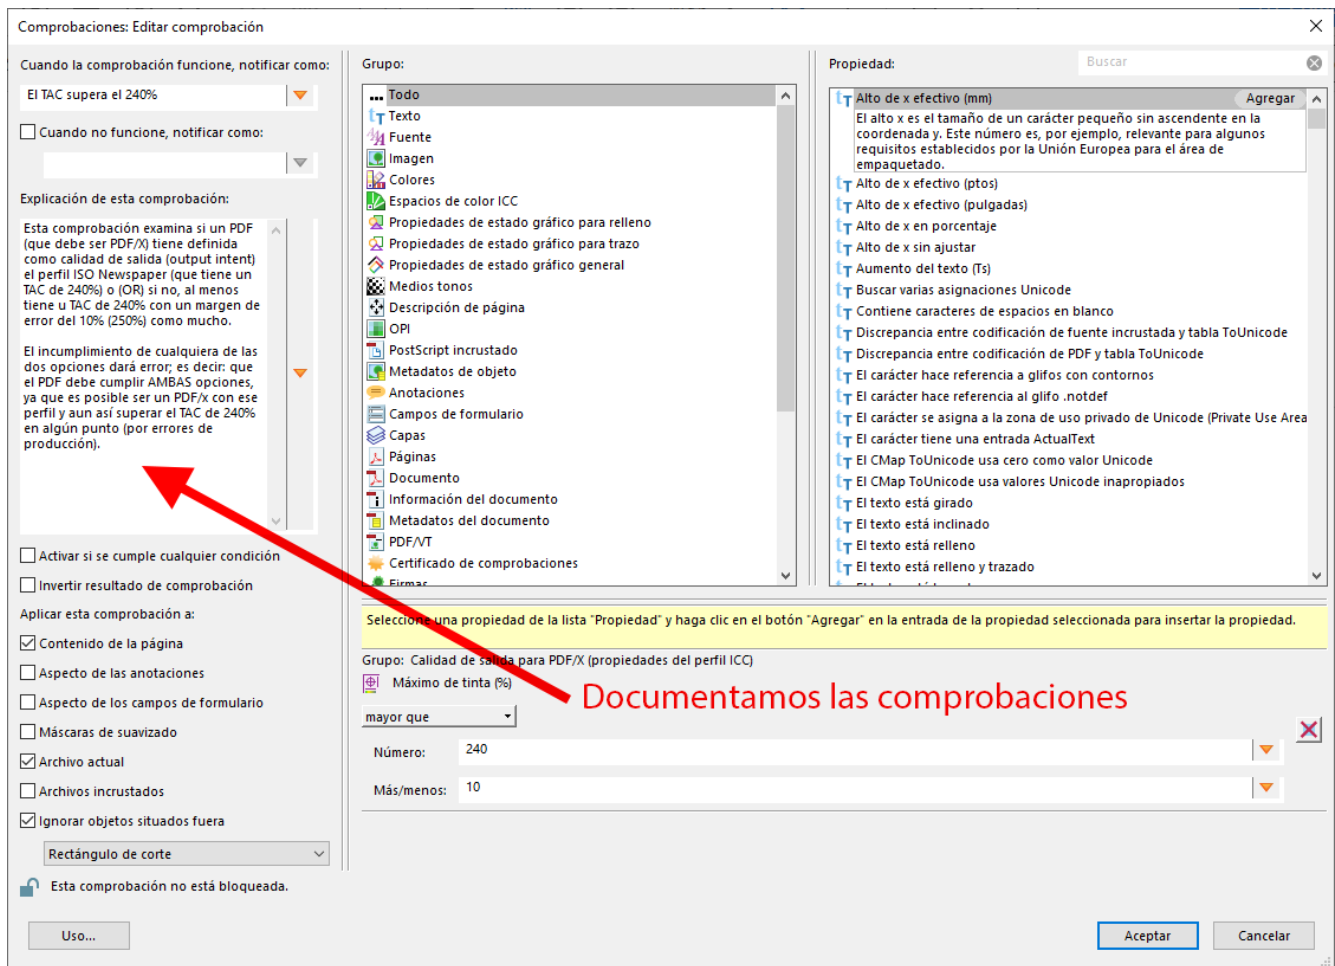 Comprobaciones: Editar comprobación
Cuando la comprobación funcione, notificar como:
El TAC supera el 240%
Cuando no funcione, notificar como:
Explicación de esta comprobación:
Esta comprobación examina si un PDF
(que debe ser PDF/X) tiene definida
como calidad de salida (output intent)
el perfil ISO Newspaper (que tiene un
TAC de 240%) o (OR) si no, al menos
tiene u TAC de 240% con un margen de
error del 10% (250%) como mucho.
El incumplimiento de cualquiera de las
dos opciones dará error; es decir: que
el PDF debe cumplir AMBAS opciones,
ya que es posible ser un PDF/x con ese
perfil y aun así superar el TAC de 240%
en algún punto (por errores de
producción).
Activar si se cumple cualquier condición
Invertir resultado de comprobación
Aplicar esta comprobación a:
Contenido de la página
Aspecto de las anotaciones
Aspecto de los campos de formulario
Máscaras de suavizado
Archivo actual
Archivos incrustados
Ignorar objetos situados fuera
Rectángulo de corte
Esta comprobación no está bloqueada.
Uso...
Grupo:
Todo
Texto
Fuente
Imagen
Colores
Espacios de color ICC
Propiedades de estado gráfico para relleno
Propiedades de estado gráfico para trazo
Propiedades de estado gráfico general
Medios tonos
Descripción de página
OPI
PostScript incrustado
Metadatos de objeto
Anotaciones
Campos de formulario
Capas
Páginas
Documento
Información del documento
Metadatos del documento
PDF/VT
Certificado de comprobaciones
Firmas
Propiedad:
Buscar
Alto de x efectivo (mm)
Agregar
El alto x es el tamaño de un carácter
pequeño sin ascendente en la
coordenada y. Este número es, por
ejemplo, relevante para algunos
requisitos establecidos por la Unión
Europea para el área de
empaquetado.
Alto de x efectivo (ptos)
Alto de x efectivo (pulgadas)
Alto de x en porcentaje
Alto de x sin ajustar
Aumento del texto (Ts)
Buscar varias asignaciones Unicode
Contiene caracteres de espacios en blanco
Discrepancia entre codificación de fuente incrustada y tabla ToUnicode
Discrepancia entre codificación de PDF y tabla ToUnicode
El carácter hace referencia a glifos con contornos
El carácter hace referencia al glifo .notdef
El carácter se asigna a la zona de uso privado de Unicode (Private Use Area
El carácter tiene una entrada ActualText
El CMap ToUnicode usa cero como valor Unicode
El CMap ToUnicode usa valores Unicode inapropiados
El texto está girado
El texto está inclinado
El texto está relleno
El texto está relleno y trazado
Seleccione una propiedad de la lista "Propiedad" y haga clic en el botón "Agregar" en la entrada de la propiedad seleccionada para insertar la propiedad.
Grupo: Calidad de salida para PDF/X (propiedades del perfil ICC)
Máximo de tinta (%)
Documentamos las comprobaciones
mayor que
Número:
240
Más/menos:
10
Aceptar
Cancelar